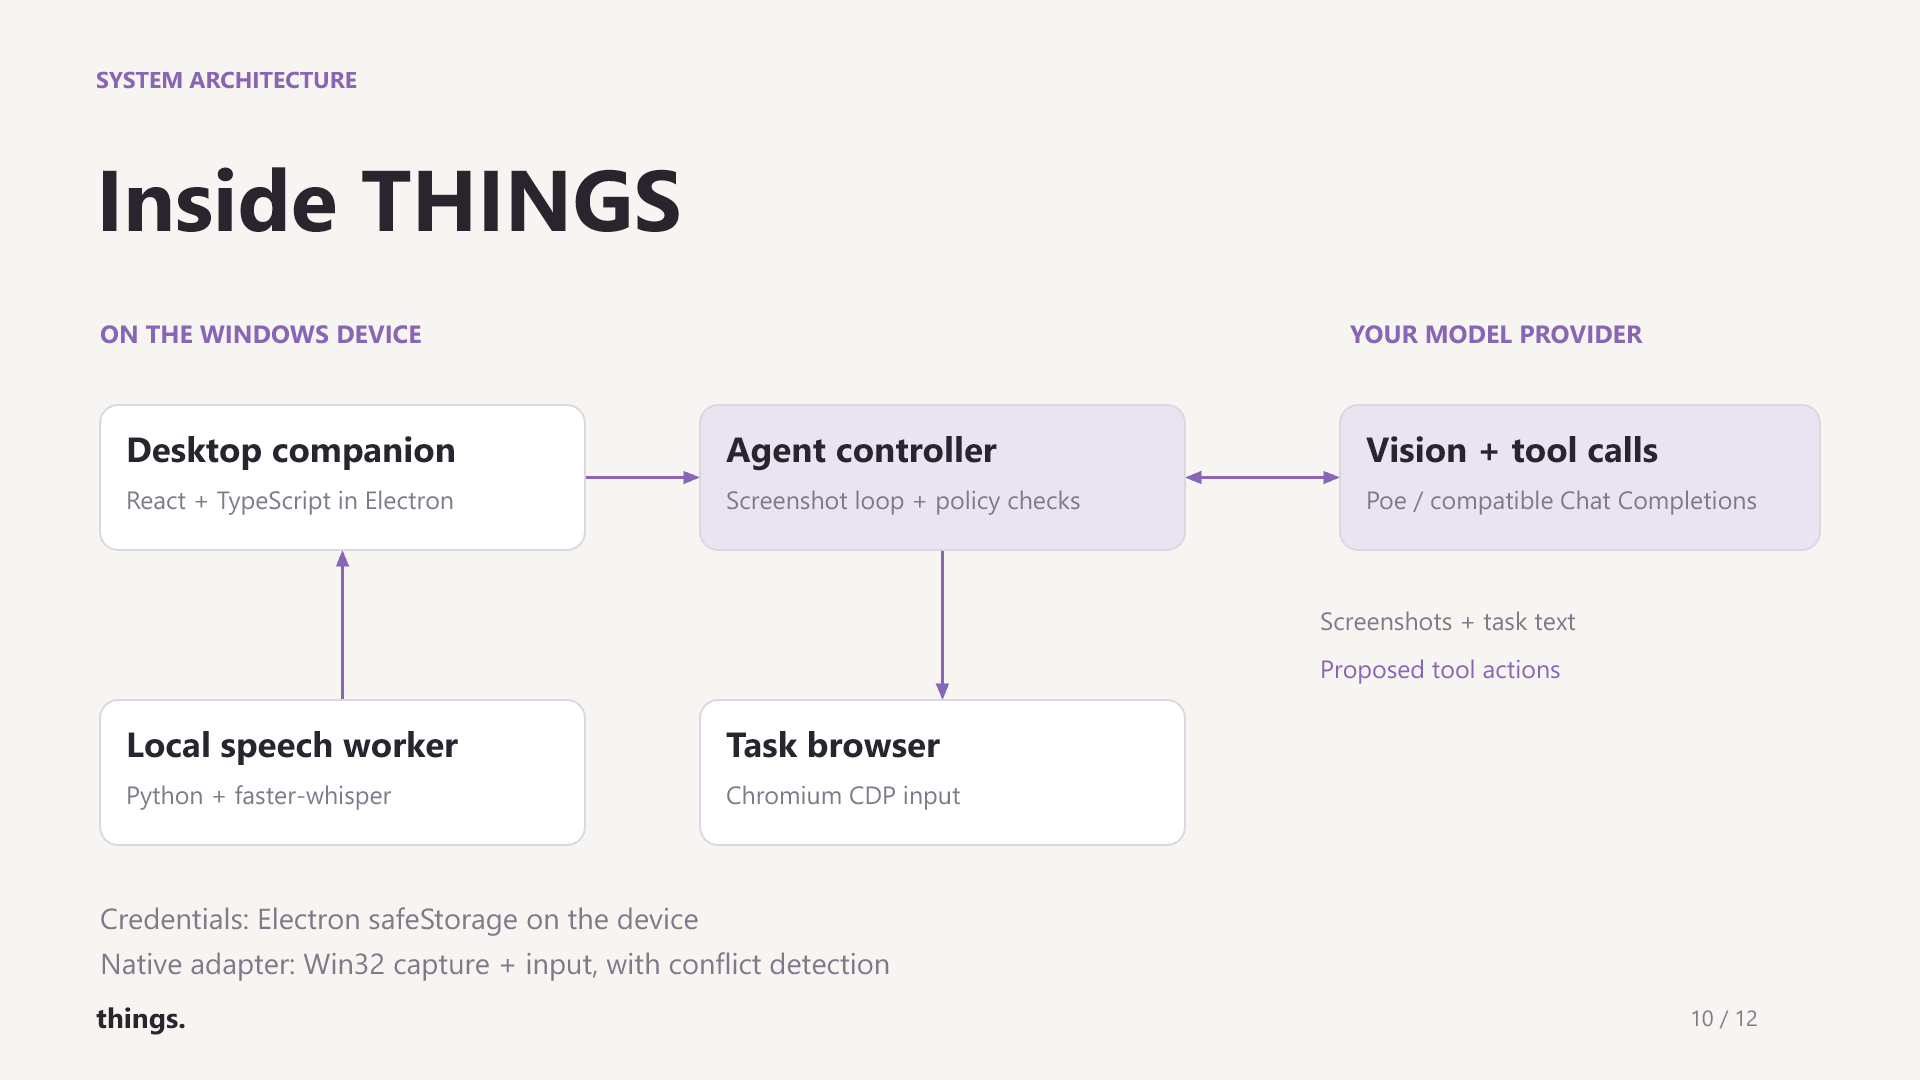 SYSTEM ARCHITECTURE
Inside THINGS
ON THE WINDOWS DEVICE
YOUR MODEL PROVIDER
Desktop companion
React + TypeScript in Electron
Agent controller
Screenshot loop + policy checks
Vision + tool calls
Poe / compatible Chat Completions
Screenshots + task text
Proposed tool actions
Local speech worker
Python + faster-whisper
Task browser
Chromium CDP input
Credentials: Electron safeStorage on the device
Native adapter: Win32 capture + input, with conflict detection
things.
10 / 12